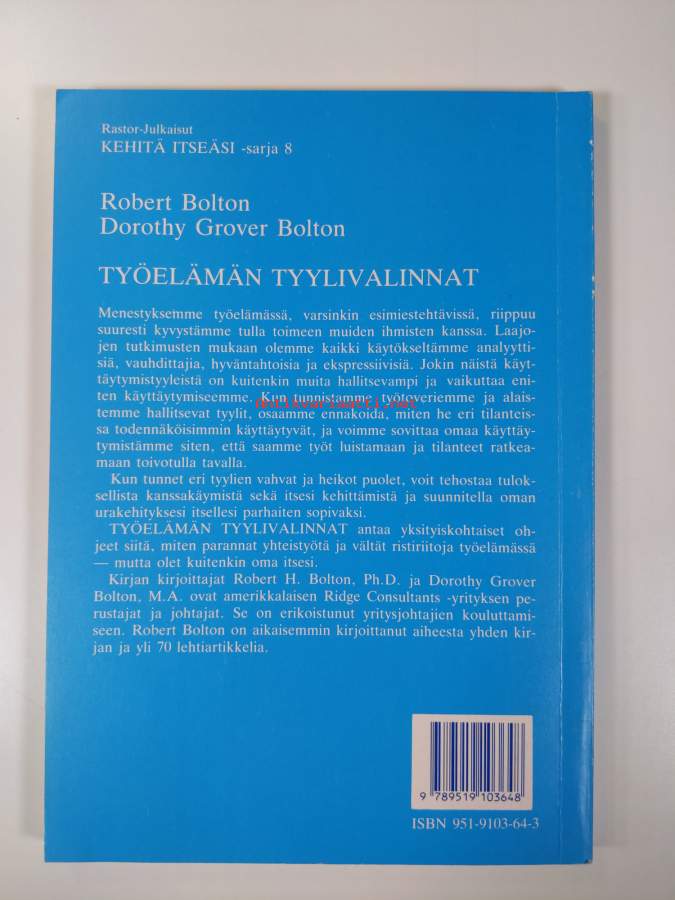 Rastor-Julkaisut
KEHITÄ ITSEÄSI -sarja 8
Robert Bolton
Dorothy Grover Bolton
TYÖELÄMÄN TYYLIVALINNAT
Menestyksemme työelämässä, varsinkin esimiestehtävissä, riippuu
suuresti kyvystämme tulla toimeen muiden ihmisten kanssa. Laajo-
jen tutkimusten mukaan olemme kaikki käytökseltämme analyytti-
siä, vauhdittajia, hyväntahtoisia ja ekspressiivisiä. Jokin näistä käyt-
täytymistyyleistä on kuitenkin muita hallitsevampi ja vaikuttaa eni-
ten käyttäytymiseemme. Kun tunnistamme työtoveriemme ja alais-
temme hallitsevat tyylit, osaamme ennakoida, miten he eri tilanteis-
sa todennäköisimmin käyttäytyvät, ja voimme sovittaa omaa käyttäy-
tymistämme siten, että saamme työt luistamaan ja tilanteet ratkea-
maan toivotulla tavalla.
Kun tunnet eri tyylien vahvat ja heikot puolet, voit tehostaa tulok-
sellista kanssakäymistä sekä itsesi kehittämistä ja suunnitella oman
urakehityksesi itsellesi parhaiten sopivaksi.
TYÖELÄMÄN TYYLIVALINNAT antaa yksityiskohtaiset oh-
jeet siitä, miten parannat yhteistyötä ja vältät ristiriitoja työelämässä
— mutta olet kuitenkin oma itsesi.
Kirjan kirjoittajat Robert H. Bolton, Ph.D. ja Dorothy Grover
Bolton, M.A. ovat amerikkalaisen Ridge Consultants -yrityksen pe-
rustajat ja johtajat. Se on erikoistunut yritysjohtajien kouluttami-
seen. Robert Bolton on aikaisemmin kirjoittanut aiheesta yhden kir-
jan ja yli 70 lehtiartikkelia.
antikvariaatti.net
9 789519 103648
ISBN 951-9103-64-3